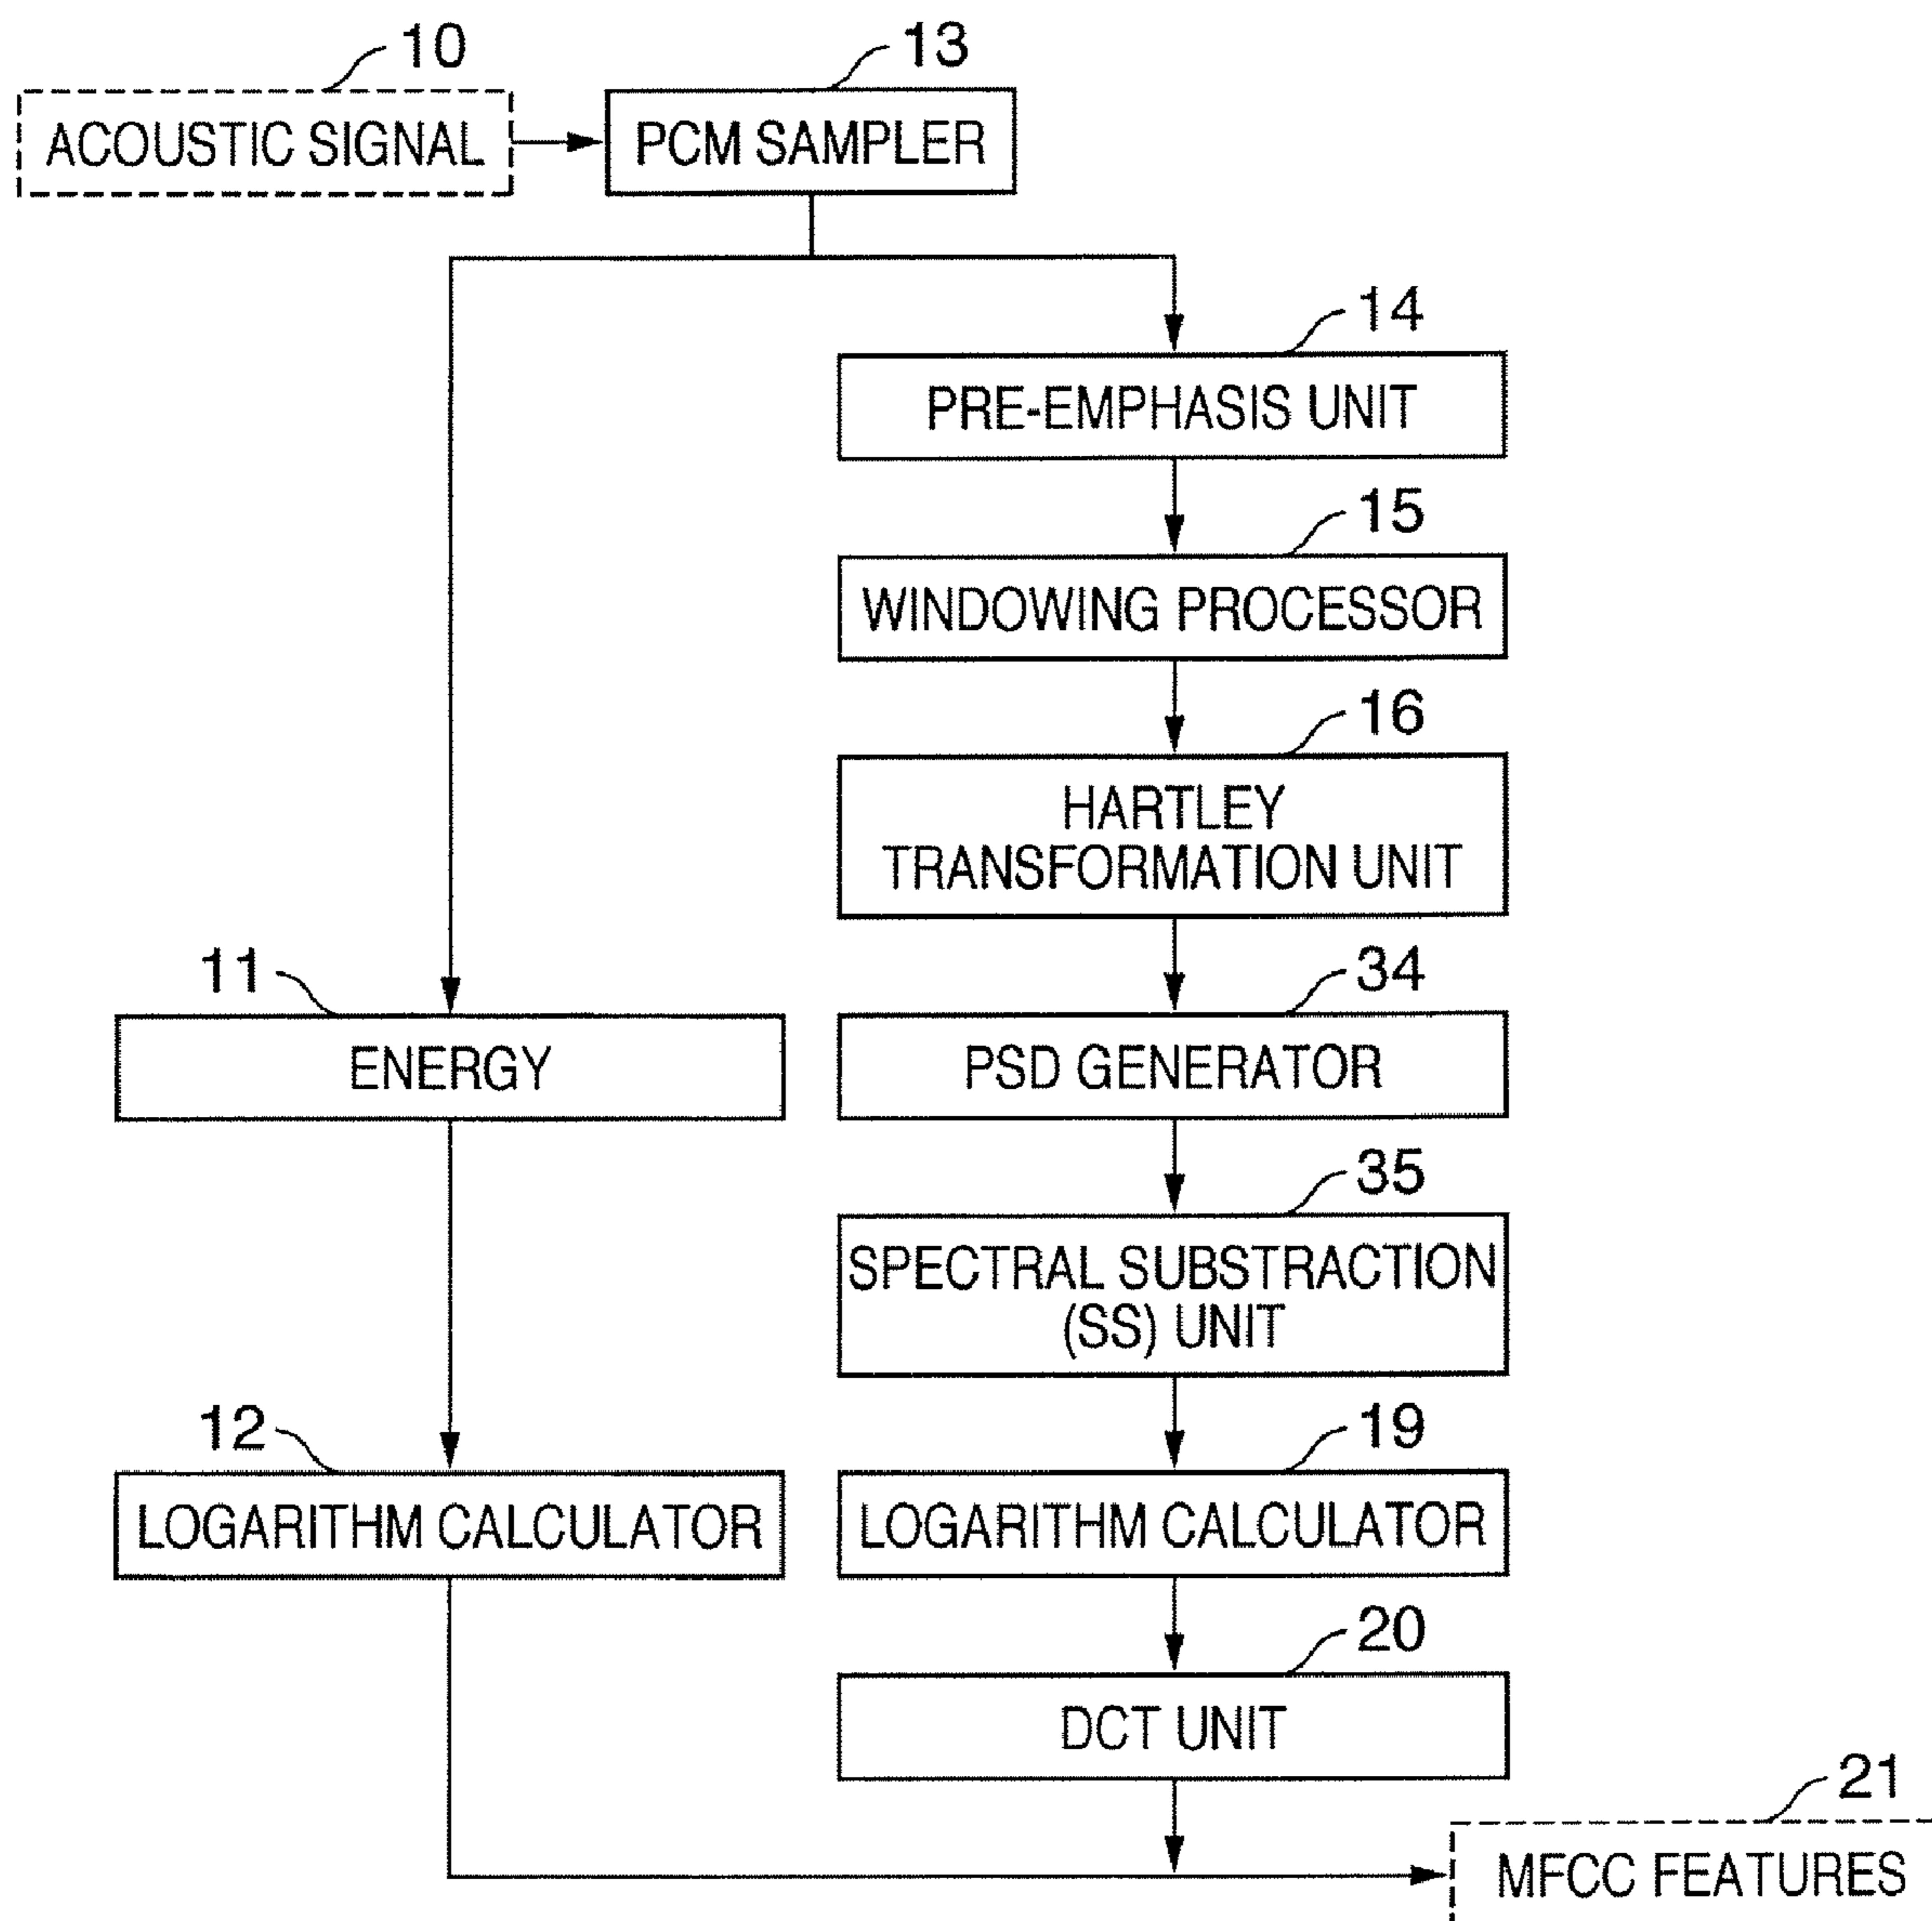 10
13
ACOUSTIC SIGNAL
PCM SAMPLER
14
PRE-EMPHASIS UNIT
15
WINDOWING PROCESSOR
16
HARTLEY
TRANSFORMATION UNIT
11
34
ENERGY
PSD GENERATOR
35
SPECTRAL SUBSTRACTION
(SS) UNIT
12
19
LOGARITHM CALCULATOR
LOGARITHM CALCULATOR
20
DCT UNIT
21
MFCC FEATURES